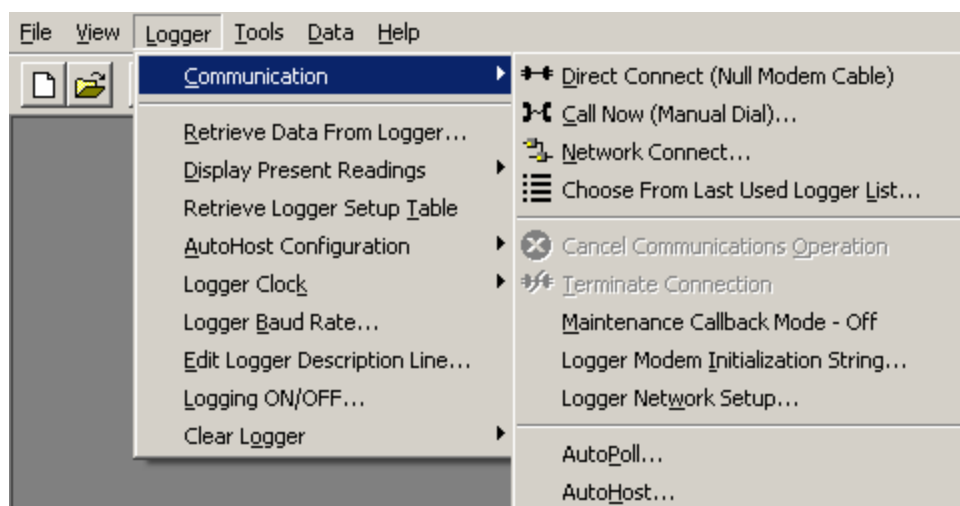 File View Logger Tools Data Help
Communication
Retrieve Data From Logger...
Display Present Readings
Retrieve Logger Setup Table
AutoHost Configuration
Logger Clock
Logger Baud Rate...
Edit Logger Description Line...
Logging ON/OFF...
Clear Logger
Direct Connect (Null Modem Cable)
Call Now (Manual Dial)...
Network Connect...
Choose From Last Used Logger List...
Cancel Communications Operation
Terminate Connection
Maintenance Callback Mode - Off
Logger Modem Initialization String...
Logger Network Setup...
AutoPoll...
AutoHost...